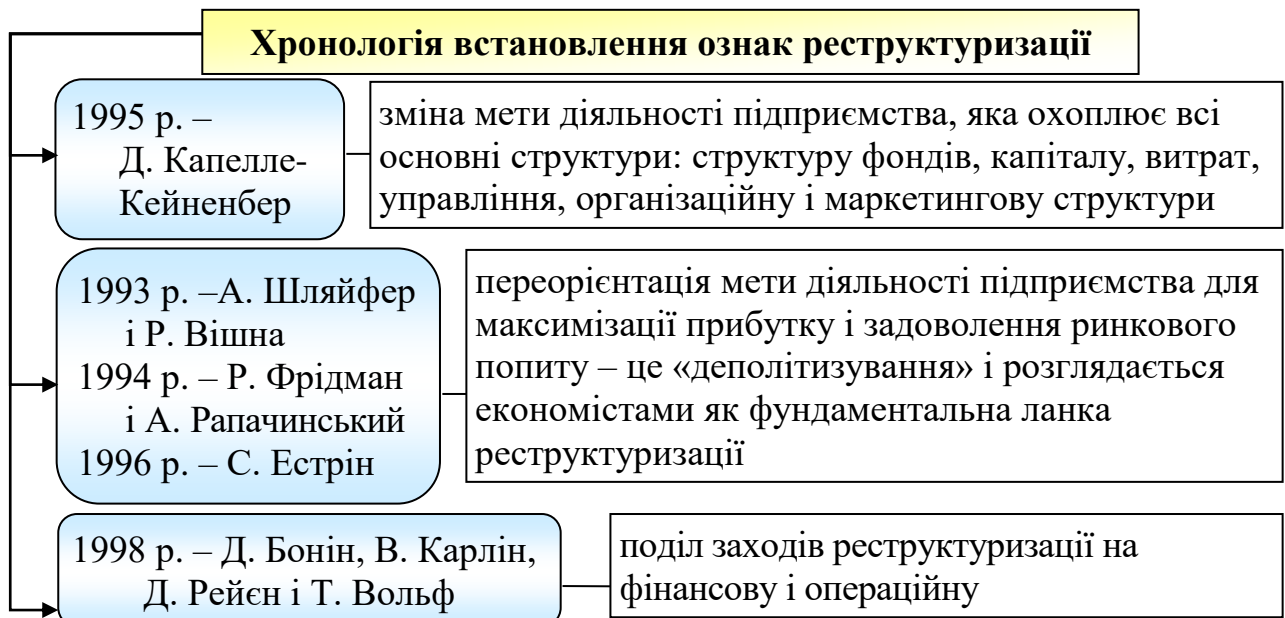 Хронологія встановлення ознак реструктуризації
1995 р. –
Д. Капелле-
Кейненбер
зміна мети діяльності підприємства, яка охоплює всі
основні структури: структуру фондів, капіталу, витрат,
управління, організаційну і маркетингову структури
1993 р. –А. Шляйфер
і Р. Вішна
1994 р. – Р. Фрідман
і А. Рапачинський
1996 р. – С. Естрін
переорієнтація мети діяльності підприємства для
максимізації прибутку і задоволення ринкового
попиту – це «деполітизування» і розглядається
економістами як фундаментальна ланка
реструктуризації
1998 р. – Д. Бонін, В. Карлін,
Д. Рейєн і Т. Вольф
поділ заходів реструктуризації на
фінансову і операційну